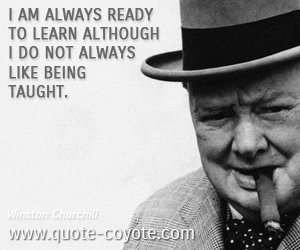 I AM ALWAYS READY
TO LEARN ALTHOUGH
I DO NOT ALWAYS
LIKE BEING
TAUGHT.
Winston Churchill
www.quote-coyote.com